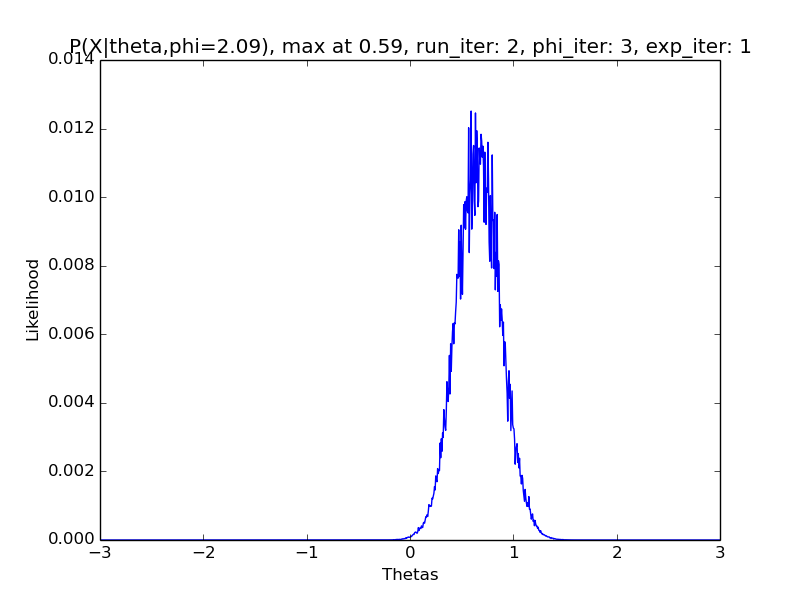 P(X|theta,phi=2.09), max at 0.59, run_iter: 2, phi_iter: 3, exp_iter: 1
0.014
0.012
0.010
0.008
0.006
0.004
0.002
0.000
Likelihood
−3 −2 −1 0 1 2 3
Thetas